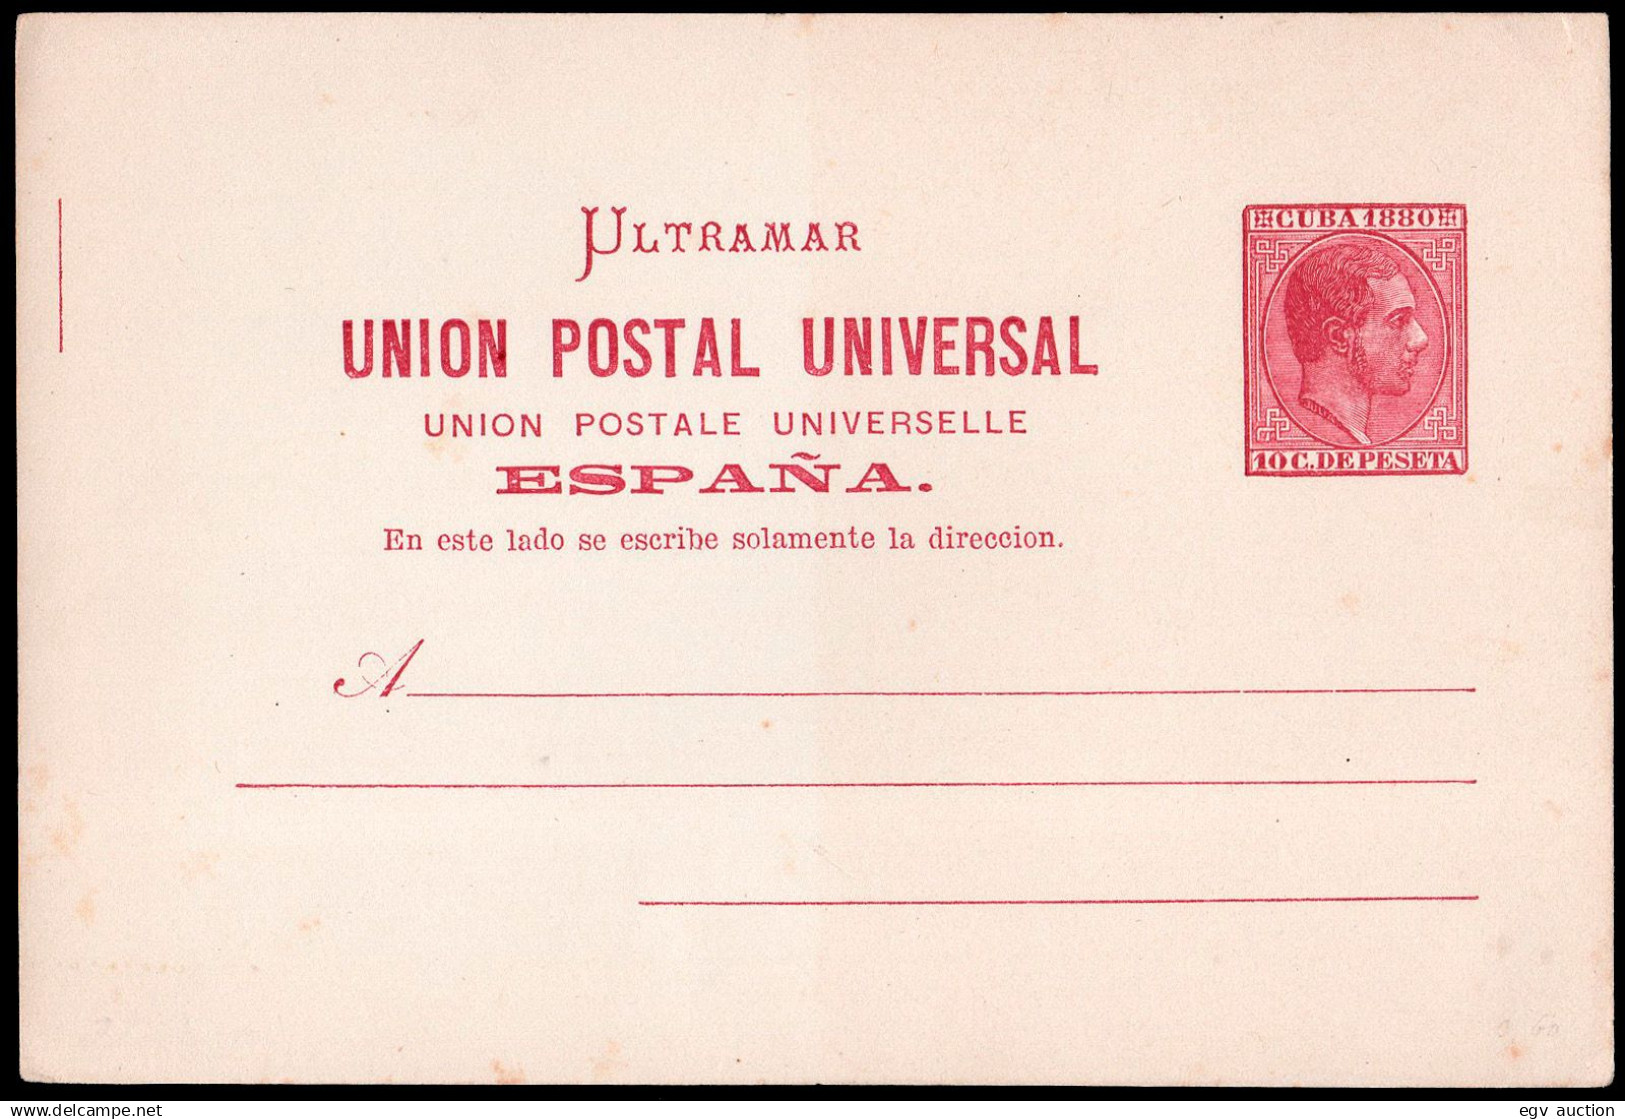 ULTRAMAR
CUBA 1880
UNION POSTAL UNIVERSAL
UNION POSTALE UNIVERSELLE
ESPAÑA.
10 C. DE PESETA
En este lado se escribe solamente la direccion.
A
www.delcampe.net
egv auction